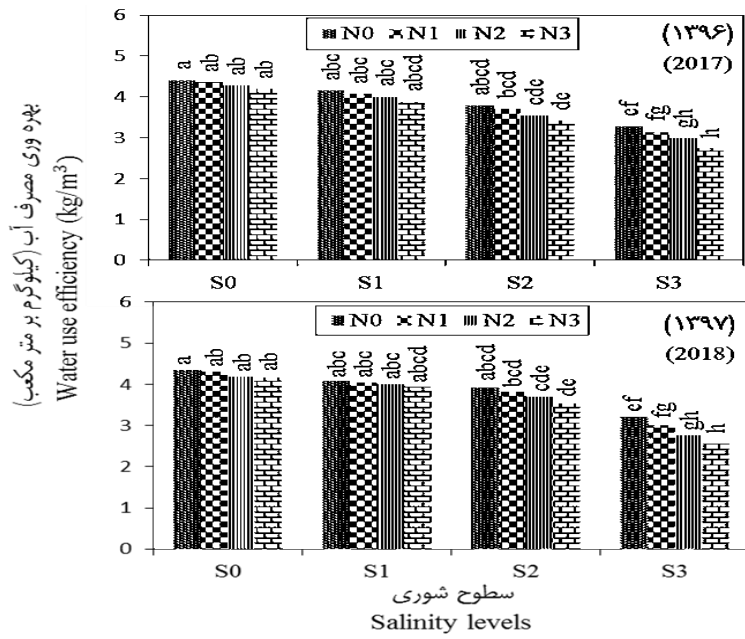 بهره وری مصرف آب (کیلوگرم بر متر مکعب)
Water use efficiency (kg/m³)
6
5
4
3
2
1
0
N0 N1 N2 N3
(۱۳۹۶)
(2017)
a ab ab ab
abc abc abc abcd
abcd bcd cde de
ef fg gh h
S0 S1 S2 S3
6
5
4
3
2
1
0
N0 N1 N2 N3
(۱۳۹۷)
(2018)
a ab ab ab
abc abc abc abcd
abcd bcd cde de
ef fg gh h
S0 S1 S2 S3
سطوح شوری
Salinity levels